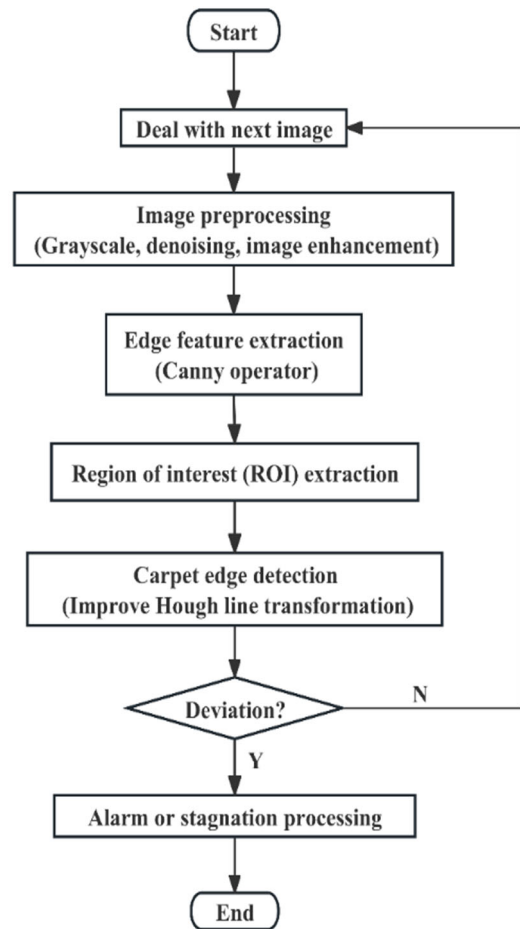 Start
Deal with next image
Image preprocessing
(Grayscale, denoising, image enhancement)
Edge feature extraction
(Canny operator)
Region of interest (ROI) extraction
Carpet edge detection
(Improve Hough line transformation)
Deviation?
N
Y
Alarm or stagnation processing
End